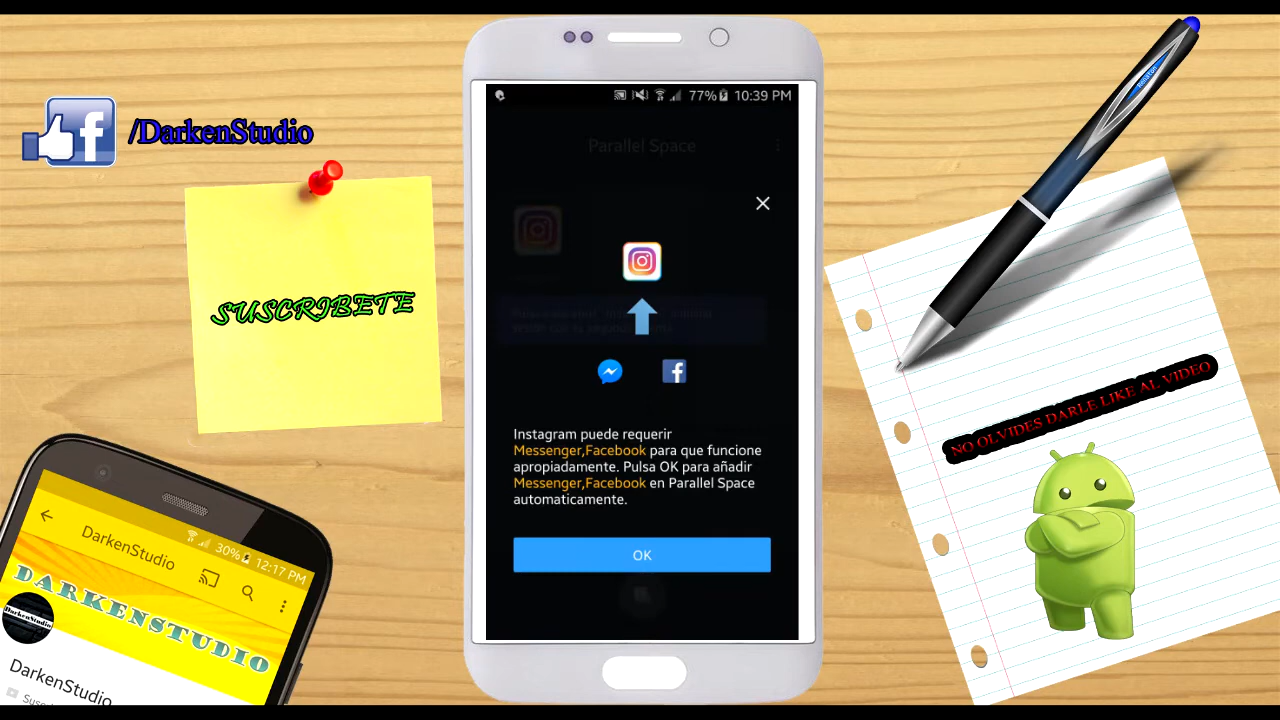 /DarkenStudio
SUSCRIBETE
DarkenStudio
30% 12:17 PM
DARKENSTUDIO
DarkenStudio
DarkenStudio
77% 10:39 PM
Parallel Space
Instagram puede requerir
Messenger,Facebook para que funcione
apropiadamente. Pulsa OK para añadir
Messenger,Facebook en Parallel Space
automaticamente.
OK
NO OLVIDES DARLE LIKE AL VIDEO